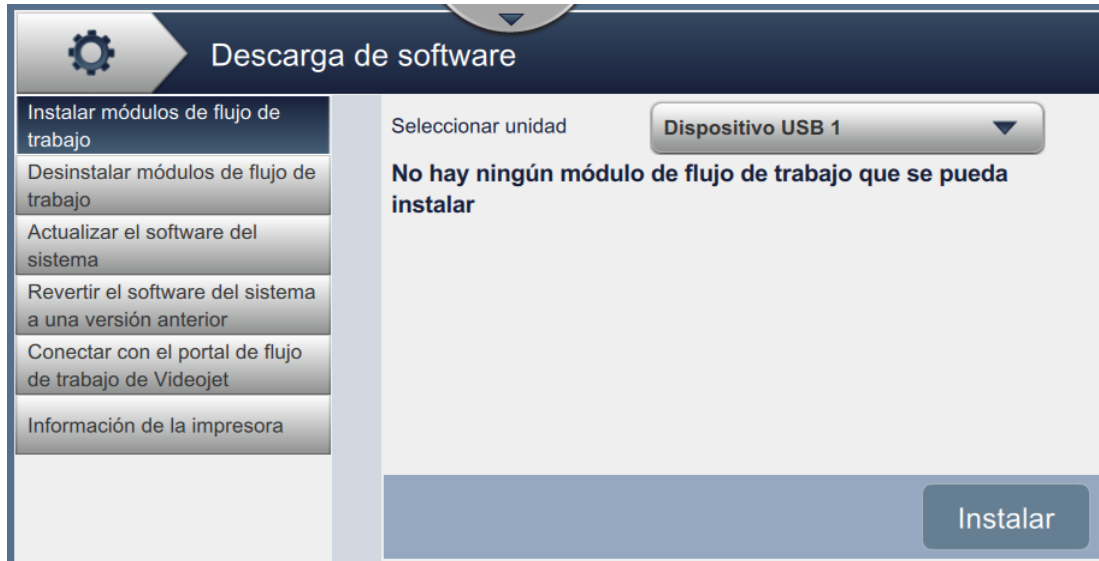 Descarga de software
Instalar módulos de flujo de
trabajo
Desinstalar módulos de flujo de
trabajo
Actualizar el software del
sistema
Revertir el software del sistema
a una versión anterior
Conectar con el portal de flujo
de trabajo de Videojet
Información de la impresora
Seleccionar unidad
Dispositivo USB 1
No hay ningún módulo de flujo de trabajo que se pueda
instalar
Instalar